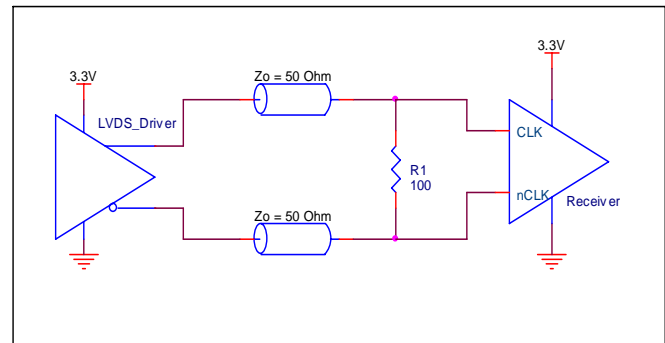 3.3V
LVDS_Driver
Zo = 50 Ohm
3.3V
CLK
R1
100
nCLK
Receiver
Zo = 50 Ohm